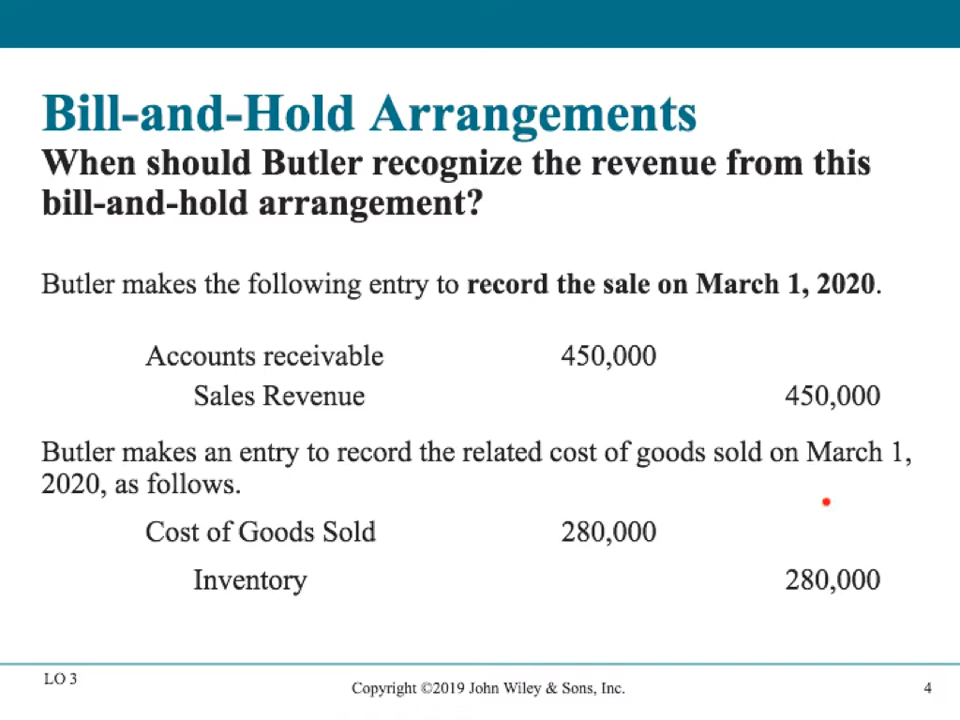 Bill-and-Hold Arrangements
When should Butler recognize the revenue from this
bill-and-hold arrangement?
Butler makes the following entry to record the sale on March 1, 2020.
Accounts receivable 450,000
Sales Revenue 450,000
Butler makes an entry to record the related cost of goods sold on March 1,
2020, as follows.
Cost of Goods Sold 280,000
Inventory 280,000
LO 3
Copyright ©2019 John Wiley & Sons, Inc.
4